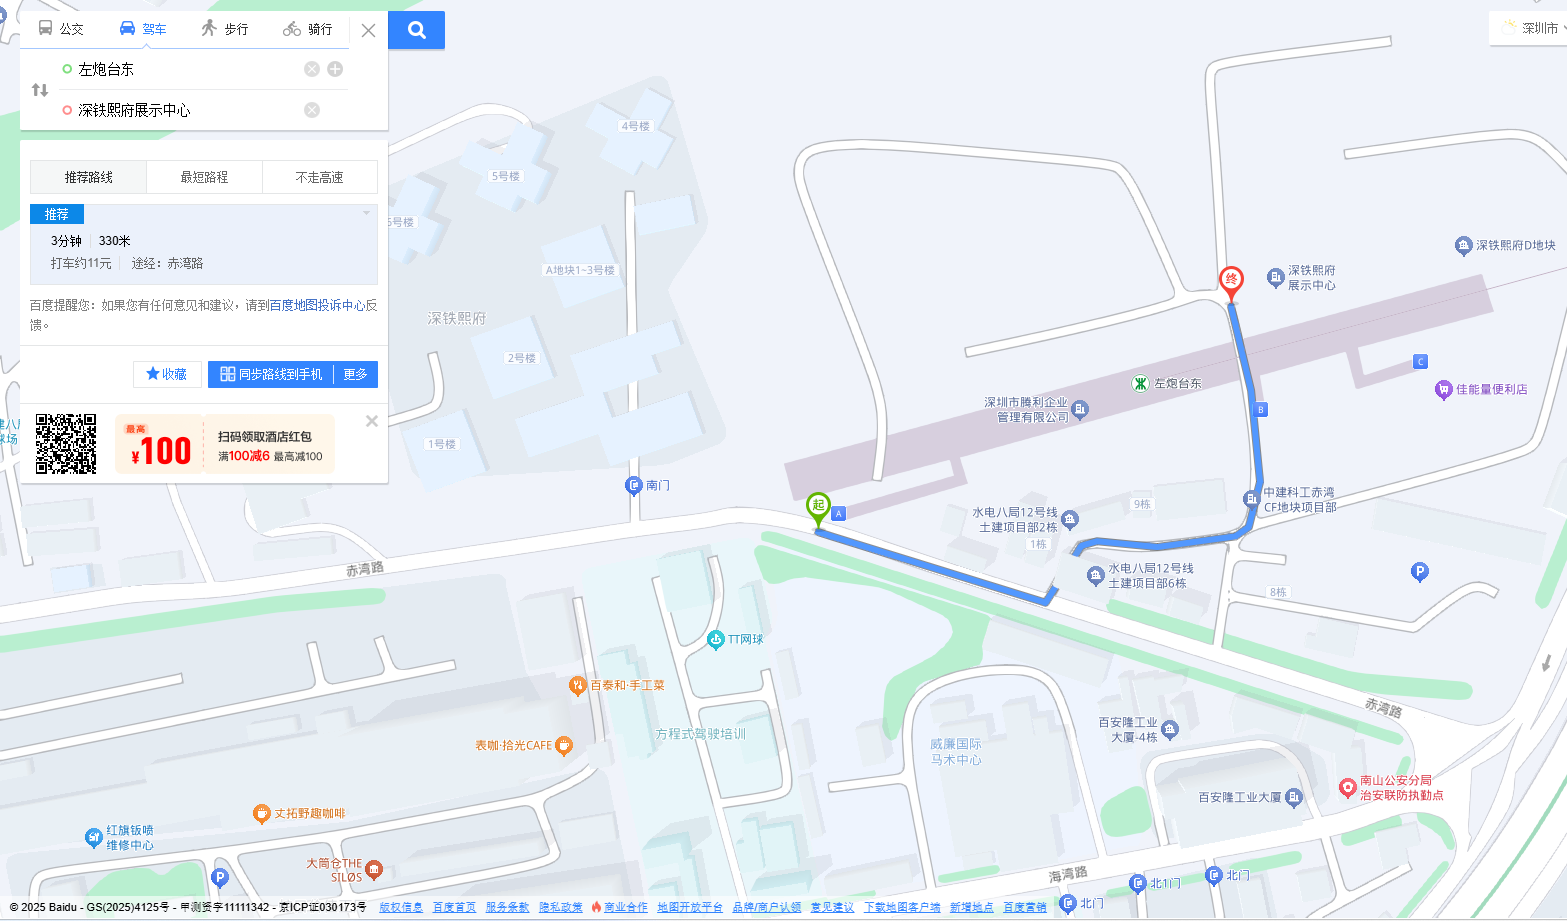 公交
驾车
步行
骑行
左炮台东
深铁熙府展示中心
推荐路线
最短路程
不走高速
推荐
3分钟
330米
打车约11元
途经：赤湾路
百度提醒您：如果您有任何意见和建议，请到百度地图投诉中心反
馈。
收藏
同步路线到手机
更多
最高
¥100
扫码领取酒店红包
满100减6 最高减100
深圳市
4号楼
5号楼
A地块1~3号楼
深铁熙府
2号楼
1号楼
南门
起
A
终
深铁熙府
展示中心
深铁熙府D地块
C
左炮台东
佳能量便利店
深圳市腾利企业
管理有限公司
B
中建科工赤湾
CF地块项目部
9栋
水电八局12号线
土建项目部2栋
1栋
水电八局12号线
土建项目部6栋
8栋
P
赤湾路
TT网球
百泰和·手工菜
表咖·拾光CAFE
方程式驾驶培训
威廉国际
马术中心
赤湾路
百安隆工业
大厦-4栋
百安隆工业大厦
南山公安分局
治安联防执勤点
丈拓野趣咖啡
红旗钣喷
维修中心
大筒仓THE
SILØS
P
海湾路
北1门
北门
北门
© 2025 Baidu - GS(2025)4125号 - 甲测资字11111342 - 京ICP证030173号
版权信息
百度首页
服务条款
隐私政策
商业合作
地图开放平台
品牌/商户认领
意见建议
下载地图客户端
新增地点
百度营销